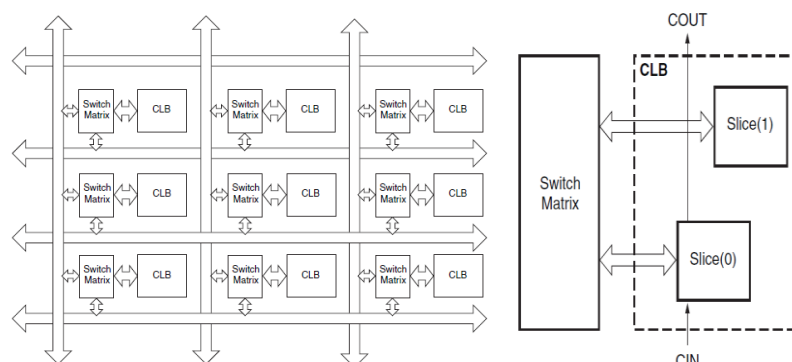 Switch
Matrix
CLB
Switch
Matrix
CLB
Switch
Matrix
CLB
Switch
Matrix
CLB
Switch
Matrix
CLB
Switch
Matrix
CLB
Switch
Matrix
CLB
Switch
Matrix
CLB
Switch
Matrix
CLB
COUT
CLB
Slice(1)
Switch
Matrix
Slice(0)
CIN